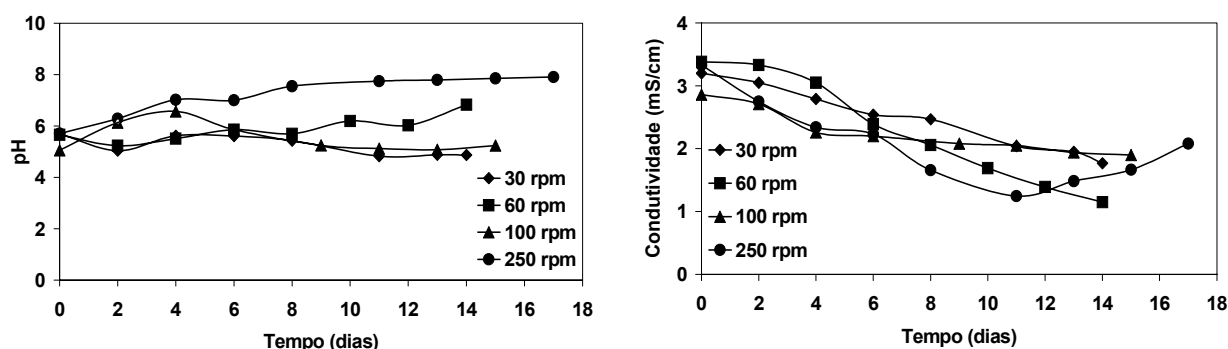 10
8
6
4
2
0
pH
0 2 4 6 8 10 12 14 16 18
Tempo (dias)
30 rpm
60 rpm
100 rpm
250 rpm
4
3
2
1
0
Condutividade (mS/cm)
0 2 4 6 8 10 12 14 16 18
Tempo (dias)
30 rpm
60 rpm
100 rpm
250 rpm